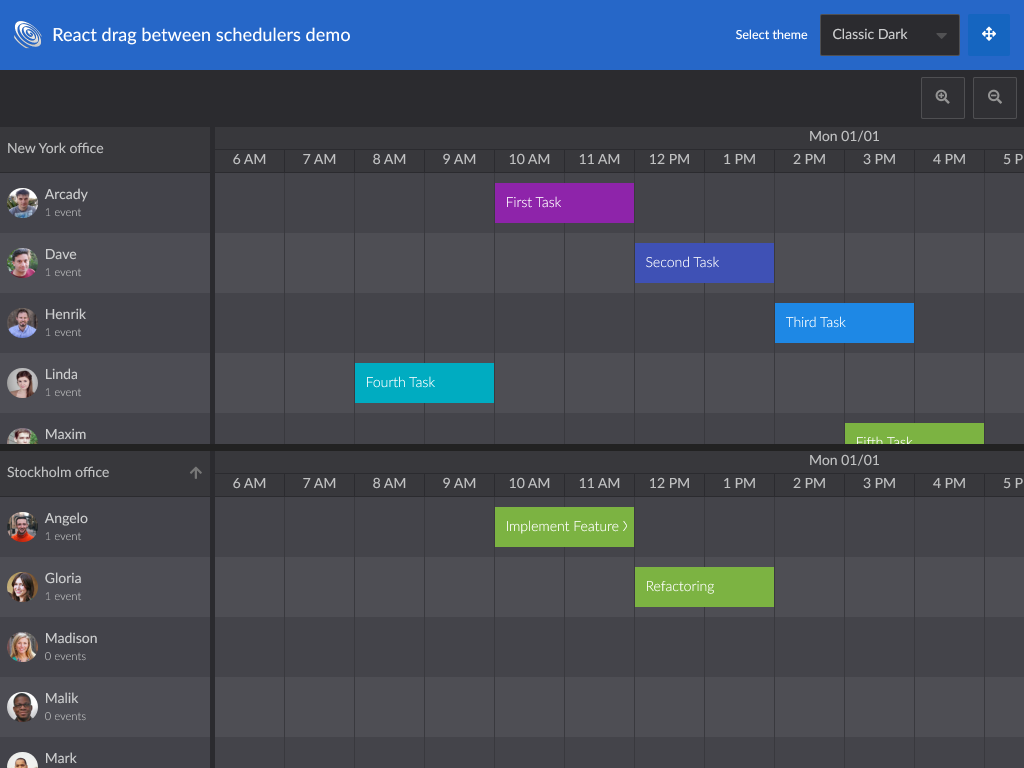 React drag between schedulers demo
Select theme
Classic Dark
New York office
Mon 01/01
6 AM 7 AM 8 AM 9 AM 10 AM 11 AM 12 PM 1 PM 2 PM 3 PM 4 PM 5 P
Arcady
1 event
First Task
Dave
1 event
Second Task
Henrik
1 event
Third Task
Linda
1 event
Fourth Task
Maxim
Fifth Task
Stockholm office
Mon 01/01
6 AM 7 AM 8 AM 9 AM 10 AM 11 AM 12 PM 1 PM 2 PM 3 PM 4 PM 5 P
Angelo
1 event
Implement Feature
Gloria
1 event
Refactoring
Madison
0 events
Malik
0 events
Mark